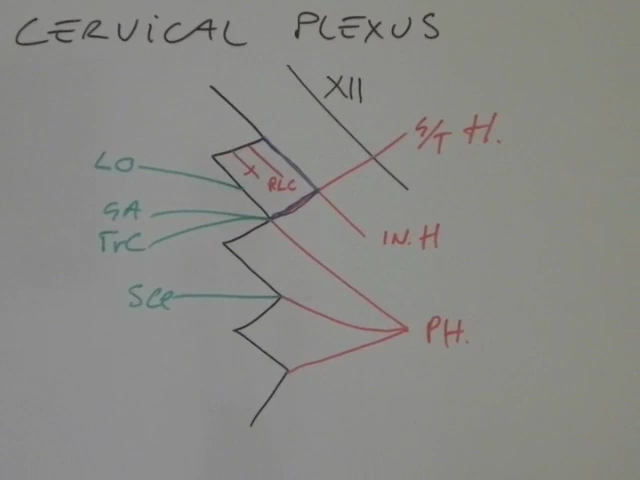 CERViCAL PLEXUS
XII
S/T H.
LO
X RLC
GA
TrC
IN. H
SCl
PH.